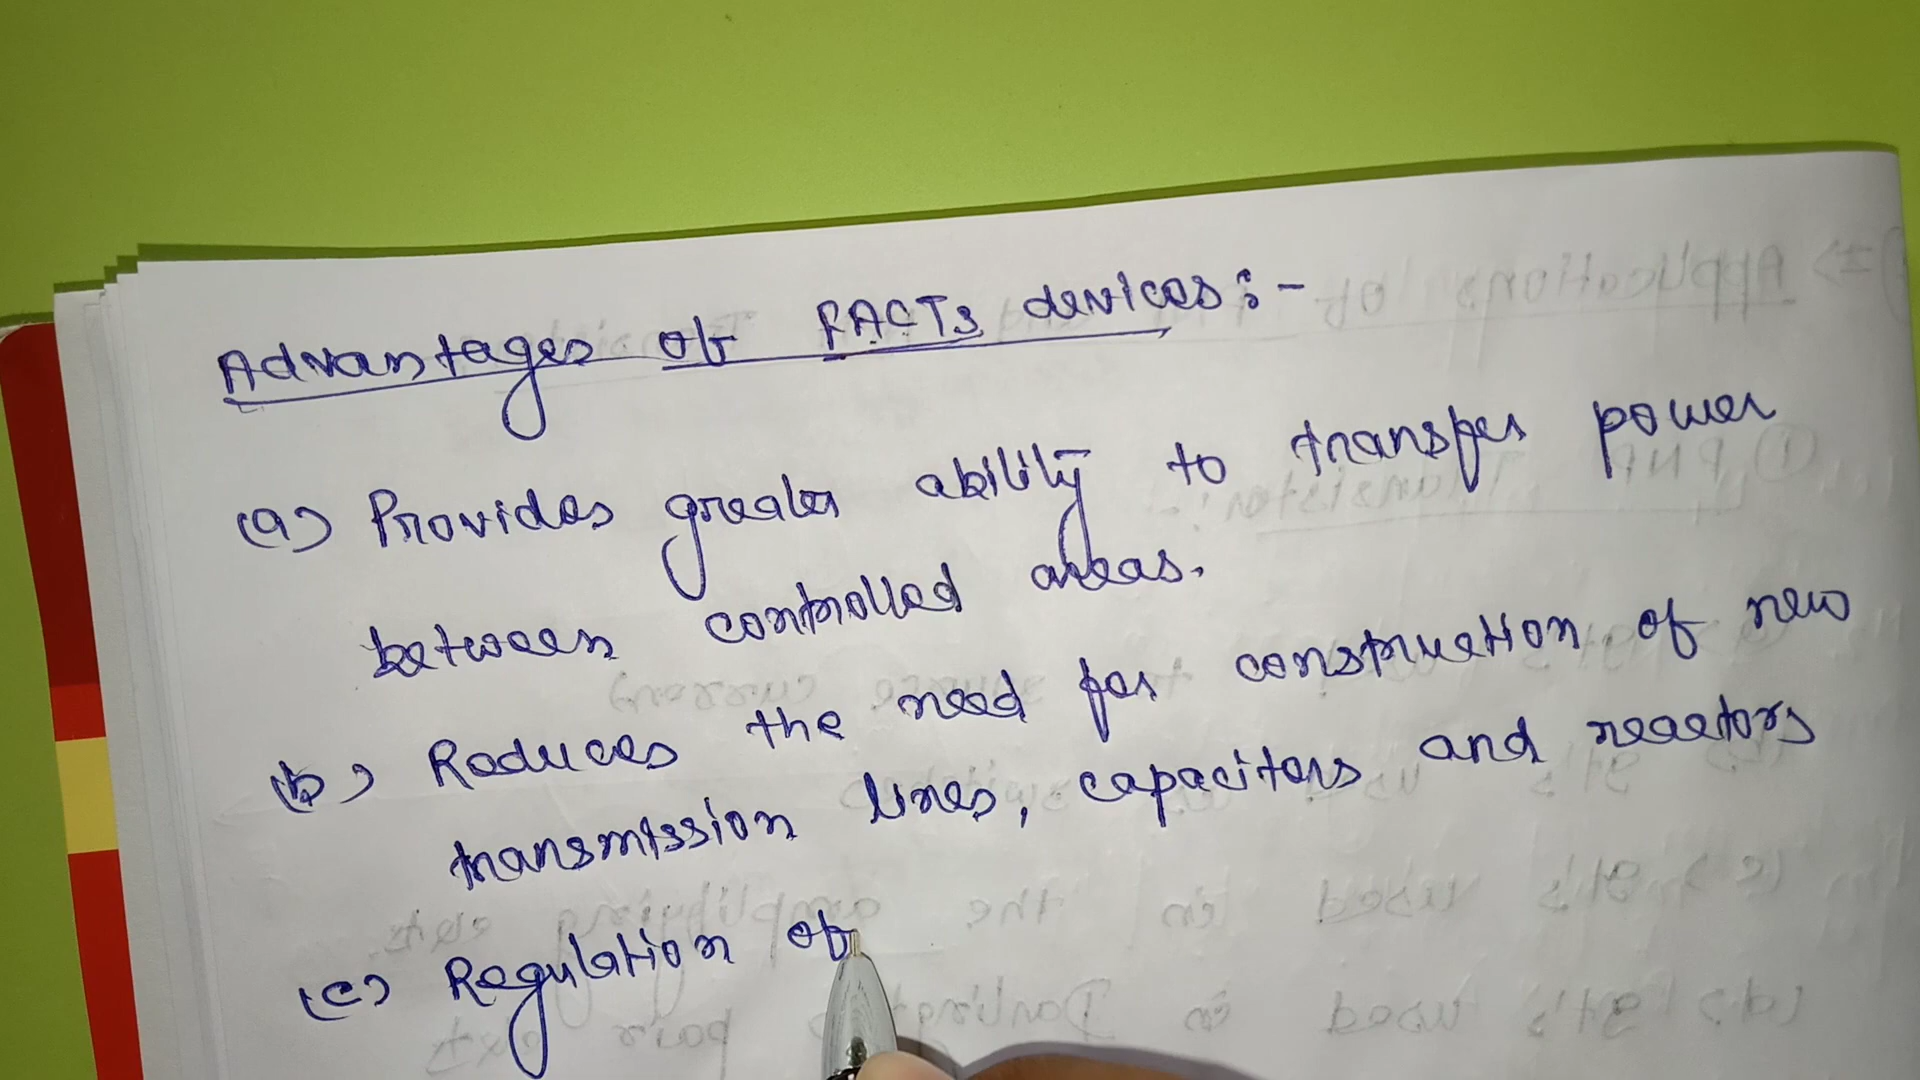 Advantages of FACTs devices:-
(a) Provides greater ability to transfer power
between controlled areas.
(b) Reduces the need for construction of new
transmission lines, capacitors and reactors
(c) Regulation of